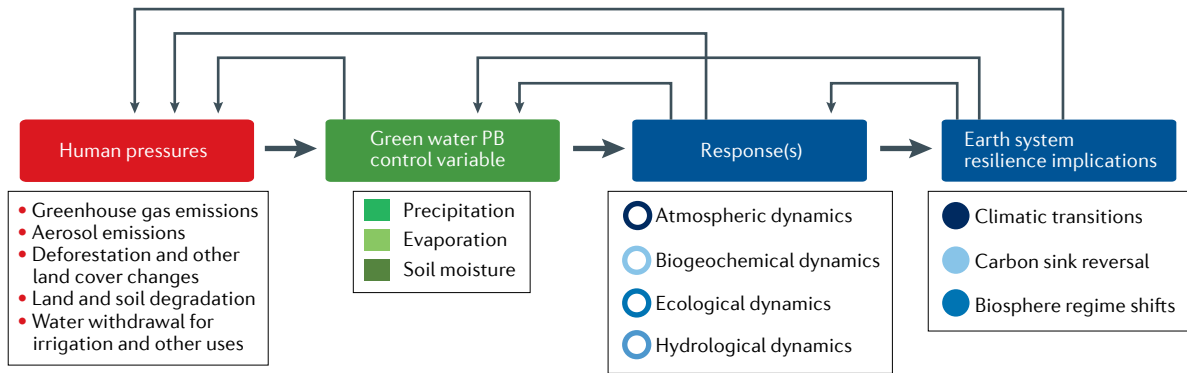 Human pressures
Green water PB
control variable
Response(s)
Earth system
resilience implications
• Greenhouse gas emissions
• Aerosol emissions
• Deforestation and other
land cover changes
• Land and soil degradation
• Water withdrawal for
irrigation and other uses
Precipitation
Evaporation
Soil moisture
Atmospheric dynamics
Biogeochemical dynamics
Ecological dynamics
Hydrological dynamics
Climatic transitions
Carbon sink reversal
Biosphere regime shifts